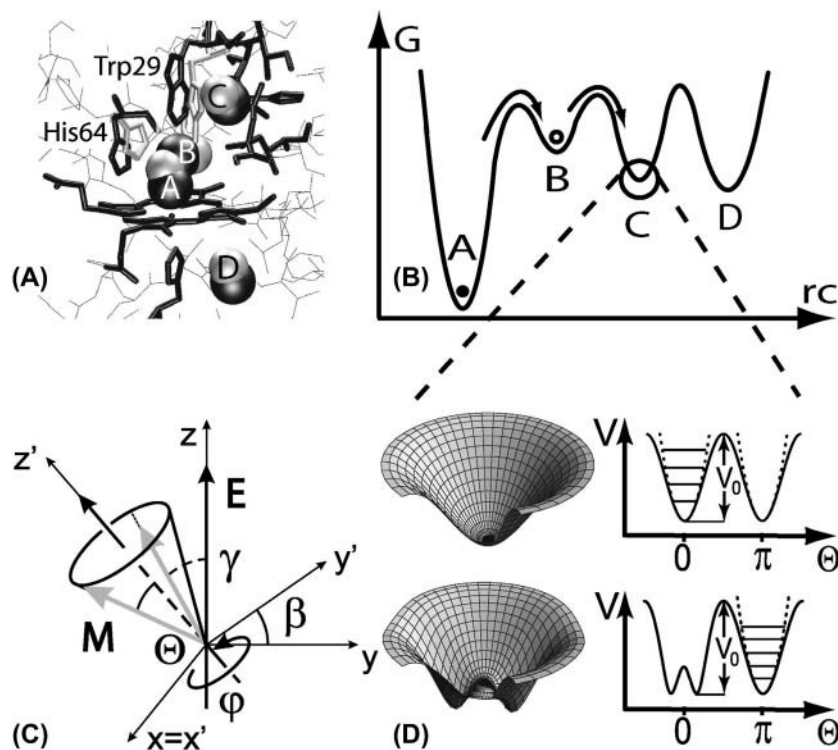 Trp29
His64
C
B
A
D
(A)
G
A
B
C
D
(B)
rc
z
z'
E
γ
y'
M
Θ
β
y
φ
x=x'
(C)
(D)
V
V₀
0
π
Θ
V
V₀
0
π
Θ